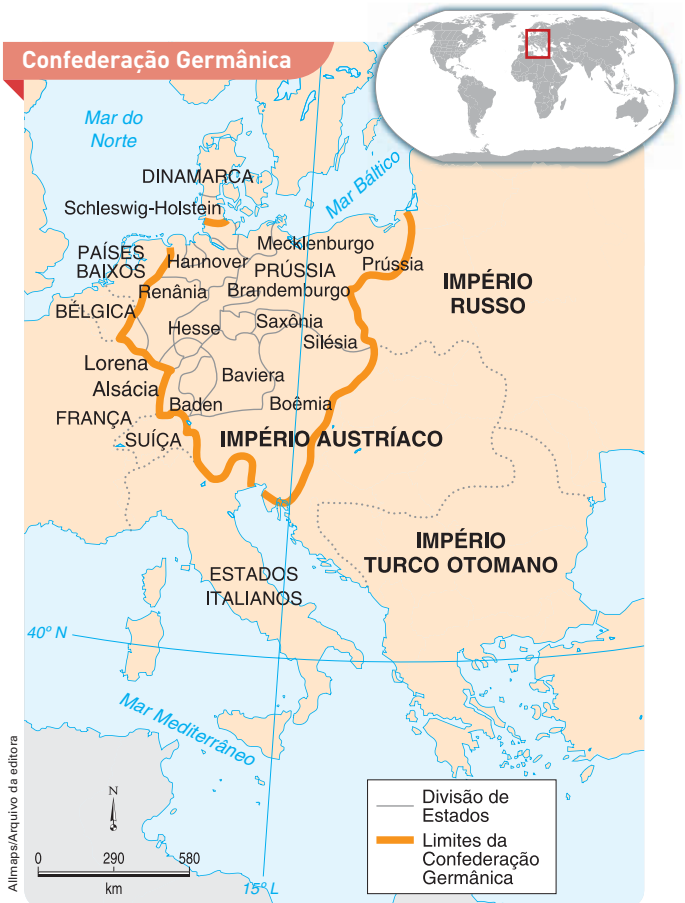 Confederação Germânica
Mar do
Norte
DINAMARCA
Mar Báltico
Schleswig-Holstein
Mecklenburgo
PAÍSES
BAIXOS
Hannover
PRÚSSIA
Prússia
Renânia
Brandemburgo
IMPÉRIO
RUSSO
BÉLGICA
Hesse
Saxônia
Silésia
Lorena
Alsácia
Baviera
Baden
Boêmia
FRANÇA
SUÍÇA
IMPÉRIO AUSTRÍACO
IMPÉRIO
TURCO OTOMANO
ESTADOS
ITALIANOS
40º N
Mar Mediterrâneo
Allmaps/Arquivo da editora
N
0 290 580
km
15º L
Divisão de
Estados
Limites da
Confederação
Germânica